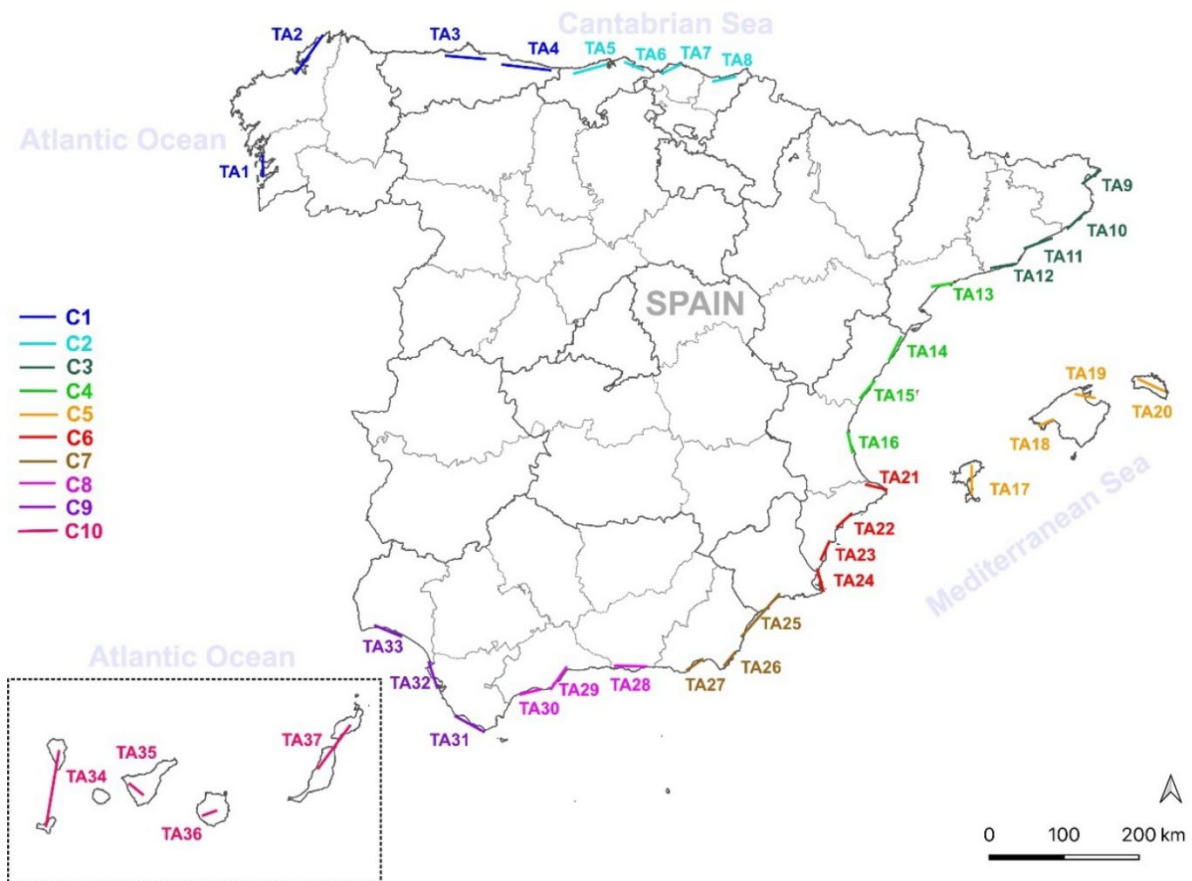 Cantabrian Sea
TA2
TA3
TA4
TA5
TA6
TA7
TA8
Atlantic Ocean
TA1
TA9
TA10
TA11
TA12
TA13
SPAIN
C1
C2
C3
C4
C5
C6
C7
C8
C9
C10
TA14
TA15
TA16
TA19
TA20
TA18
TA17
TA21
TA22
TA23
TA24
Mediterranean Sea
TA25
TA26
TA27
TA28
TA29
TA30
TA33
TA32
TA31
Atlantic Ocean
TA34
TA35
TA36
TA37
0 100 200 km